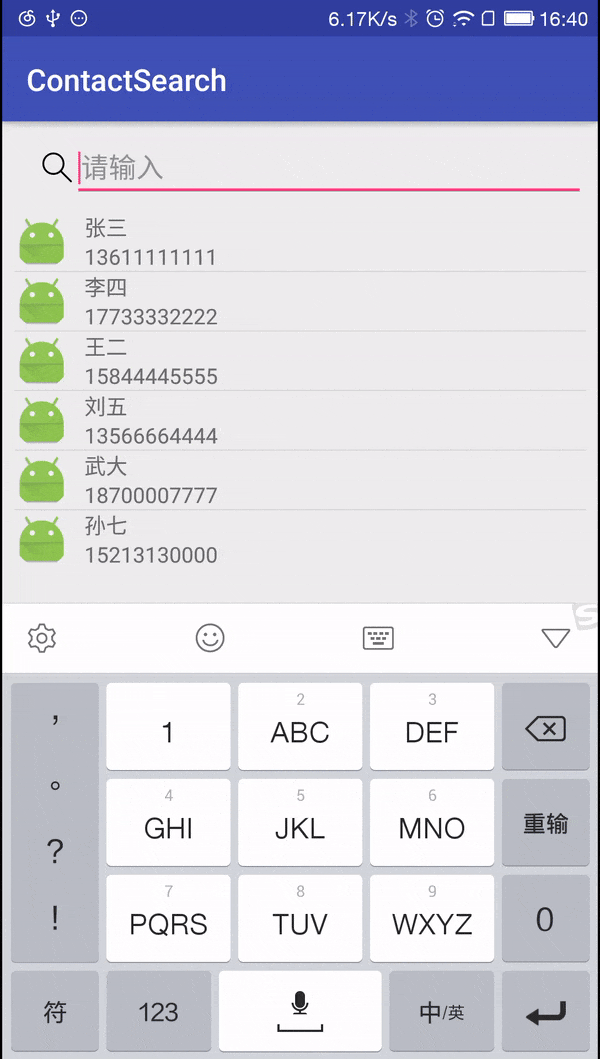 6.17K/s 16:40
ContactSearch
请输入
张三
13611111111
李四
17733332222
王二
15844445555
刘五
13566664444
武大
18700007777
孙七
15213130000
S
，
。
？
！
1
2
ABC
3
DEF
4
GHI
5
JKL
6
MNO
重输
7
PQRS
8
TUV
9
WXYZ
0
符
123
中/英